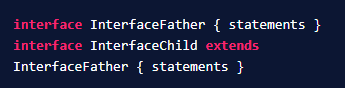 interface InterfaceFather { statements }
interface InterfaceChild extends
InterfaceFather { statements }